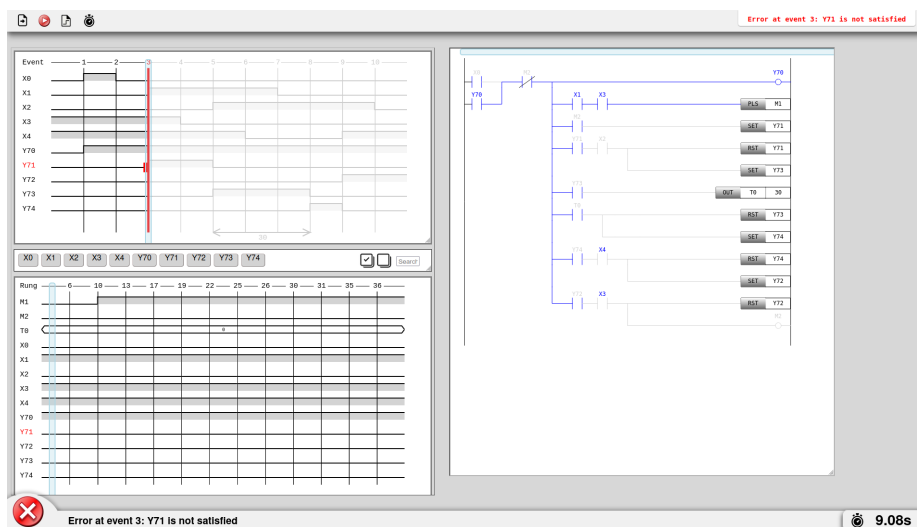 Error at event 3: Y71 is not satisfied
Event 1 2 3 4 5 6 7 8 9 10
X0
X1
X2
X3
X4
Y70
Y71
Y72
Y73
Y74
30
X0 X1 X2 X3 X4 Y70 Y71 Y72 Y73 Y74 Search
Rung 6 10 13 17 19 22 25 26 30 31 35 36
M1
M2
T0 0
X0
X1
X2
X3
X4
Y70
Y71
Y72
Y73
Y74
X0 Y70
Y70
X1 X3 PLS M1
SET Y71
Y71 X2 RST Y71
SET Y73
Y73 OUT T0 30
T0 RST Y73
SET Y74
Y74 X4 RST Y74
SET Y72
Y72 X3 RST Y72
M2
Error at event 3: Y71 is not satisfied
9.08s